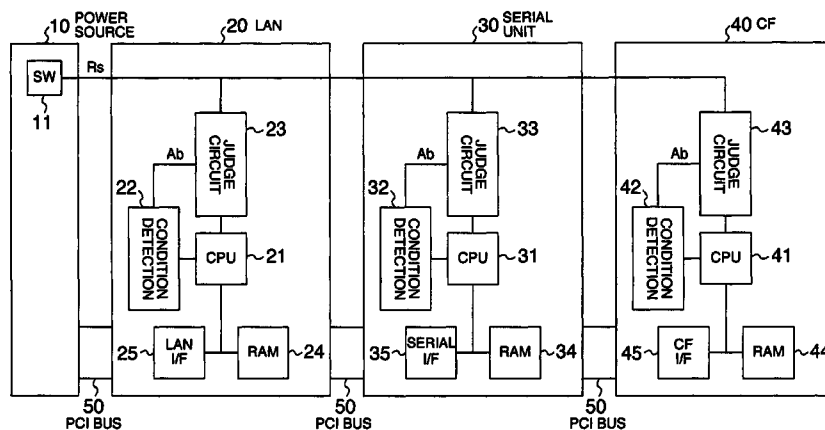 10 POWER SOURCE
20 LAN
30 SERIAL UNIT
40 CF
SW
Rs
11
23
JUDGE CIRCUIT
Ab
22
CONDITION DETECTION
CPU
21
25
LAN I/F
RAM
24
33
JUDGE CIRCUIT
Ab
32
CONDITION DETECTION
CPU
31
35
SERIAL I/F
RAM
34
43
JUDGE CIRCUIT
Ab
42
CONDITION DETECTION
CPU
41
45
CF I/F
RAM
44
50
PCI BUS
50
PCI BUS
50
PCI BUS